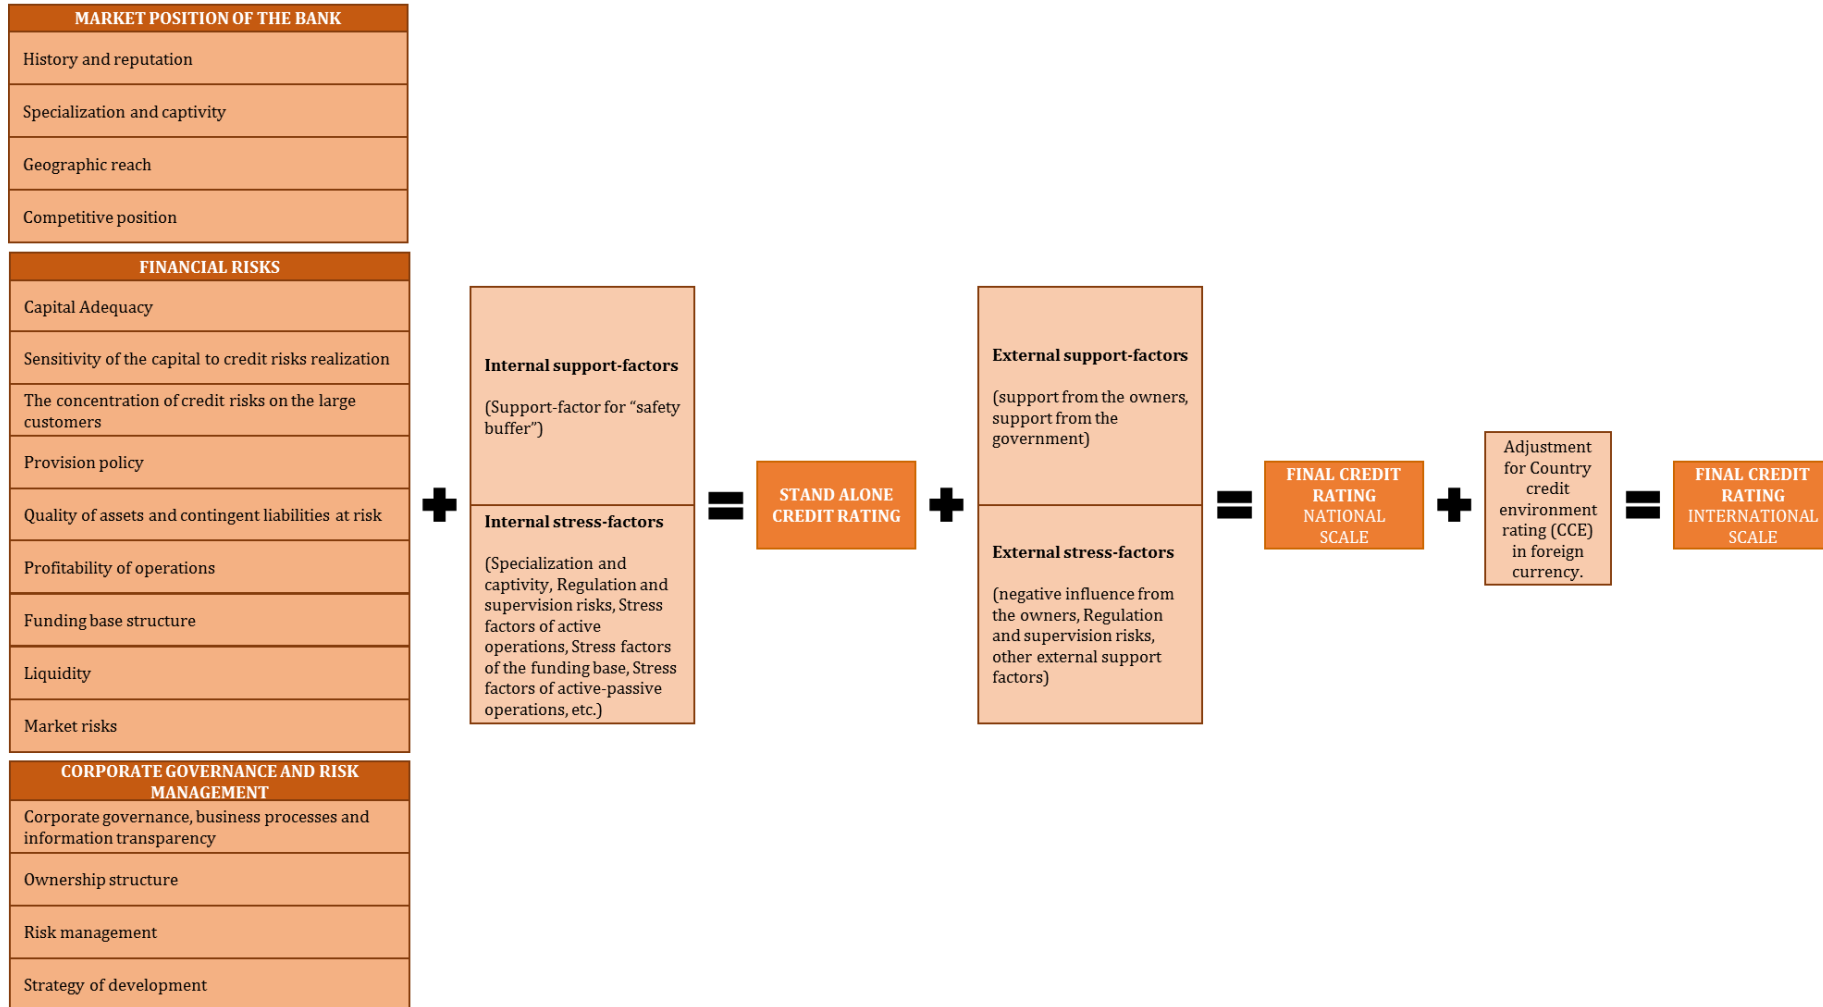 MARKET POSITION OF THE BANK
History and reputation
Specialization and captivity
Geographic reach
Competitive position
FINANCIAL RISKS
Capital Adequacy
Sensitivity of the capital to credit risks realization
The concentration of credit risks on the large
customers
Provision policy
Quality of assets and contingent liabilities at risk
Profitability of operations
Funding base structure
Liquidity
Market risks
CORPORATE GOVERNANCE AND RISK
MANAGEMENT
Corporate governance, business processes and
information transparency
Ownership structure
Risk management
Strategy of development
Internal support-factors
(Support-factor for “safety
buffer”)
Internal stress-factors
(Specialization and
captivity, Regulation and
supervision risks, Stress
factors of active
operations, Stress factors
of the funding base, Stress
factors of active-passive
operations, etc.)
STAND ALONE
CREDIT RATING
External support-factors
(support from the owners,
support from the
government)
External stress-factors
(negative influence from
the owners, Regulation
and supervision risks,
other external support
factors)
FINAL CREDIT
RATING
NATIONAL
SCALE
Adjustment
for Country
credit
environment
rating (CCE)
in foreign
currency.
FINAL CREDIT
RATING
INTERNATIONAL
SCALE